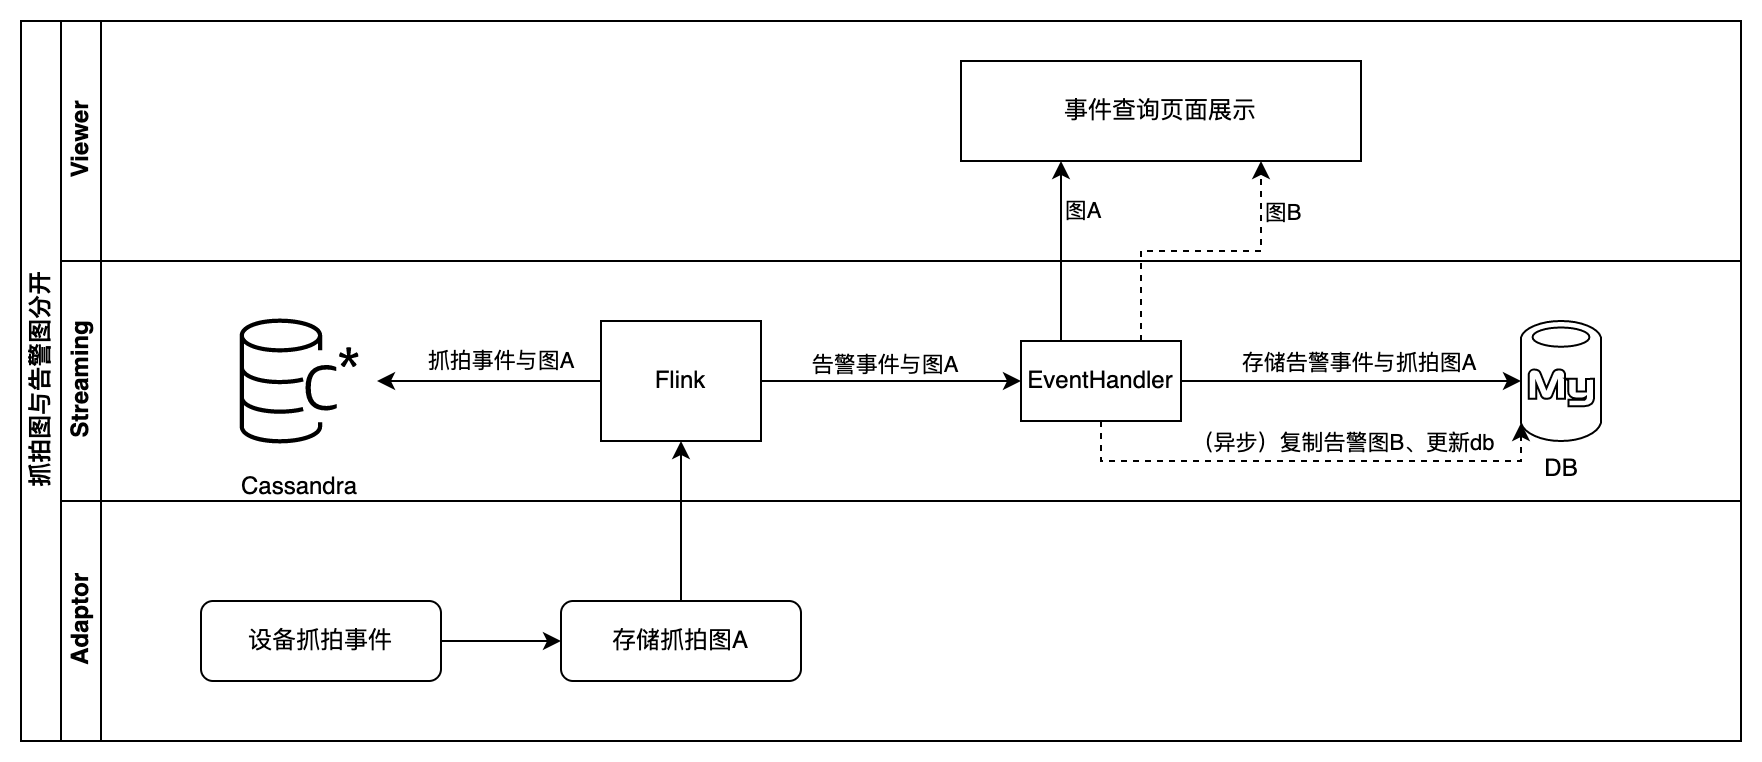 抓拍图与告警图分开
Viewer
事件查询页面展示
图A
图B
Streaming
抓拍事件与图A
Flink
告警事件与图A
EventHandler
存储告警事件与抓拍图A
My
C*
(异步）复制告警图B、更新db
DB
Cassandra
Adaptor
设备抓拍事件
存储抓拍图A